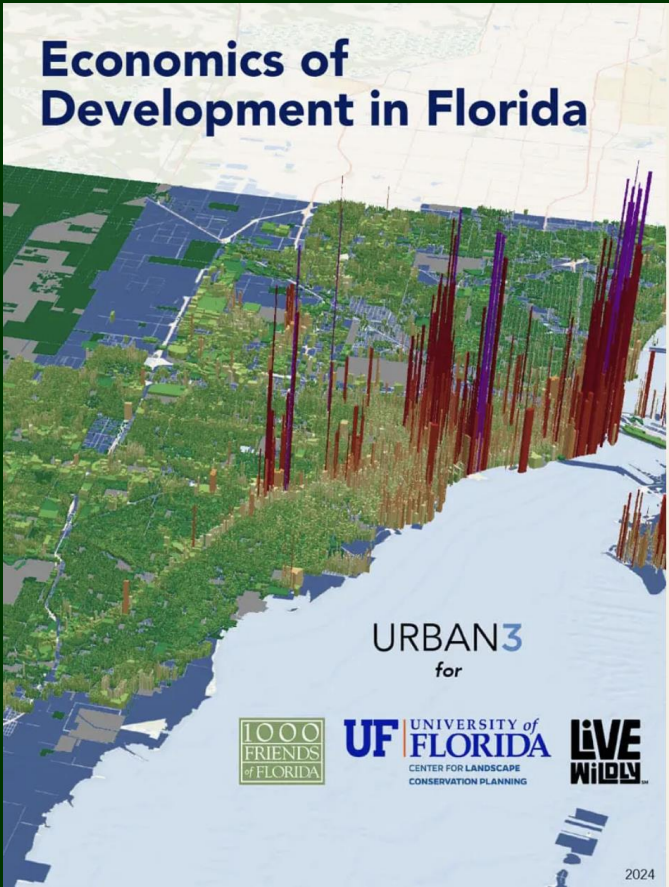 Economics of
Development in Florida
URBAN3
for
1000
FRIENDS
of FLORIDA
UF UNIVERSITY of
FLORIDA
CENTER FOR LANDSCAPE
CONSERVATION PLANNING
LiVE
WiLDLY
SM
2024